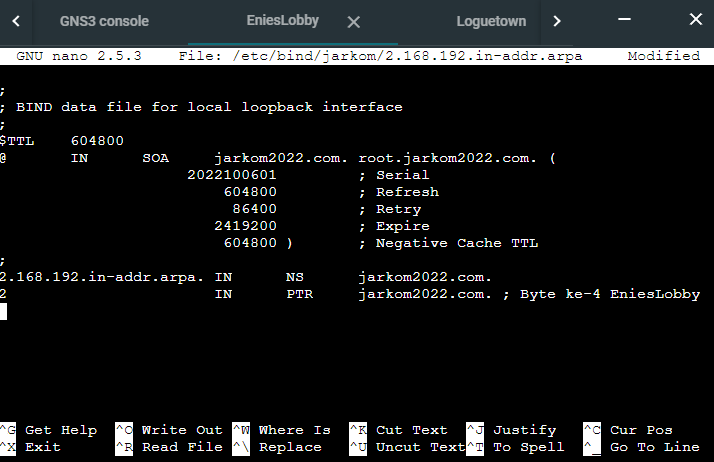 GNS3 console EniesLobby Loguetown
GNU nano 2.5.3 File: /etc/bind/jarkom/2.168.192.in-addr.arpa Modified
;
; BIND data file for local loopback interface
;
$TTL 604800
@ IN SOA jarkom2022.com. root.jarkom2022.com. (
2022100601 ; Serial
604800 ; Refresh
86400 ; Retry
2419200 ; Expire
604800 ) ; Negative Cache TTL
;
2.168.192.in-addr.arpa. IN NS jarkom2022.com.
2 IN PTR jarkom2022.com. ; Byte ke-4 EniesLobby
^G Get Help ^O Write Out ^W Where Is ^K Cut Text ^J Justify ^C Cur Pos
^X Exit ^R Read File ^\ Replace ^U Uncut Text ^T To Spell ^_ Go To Line